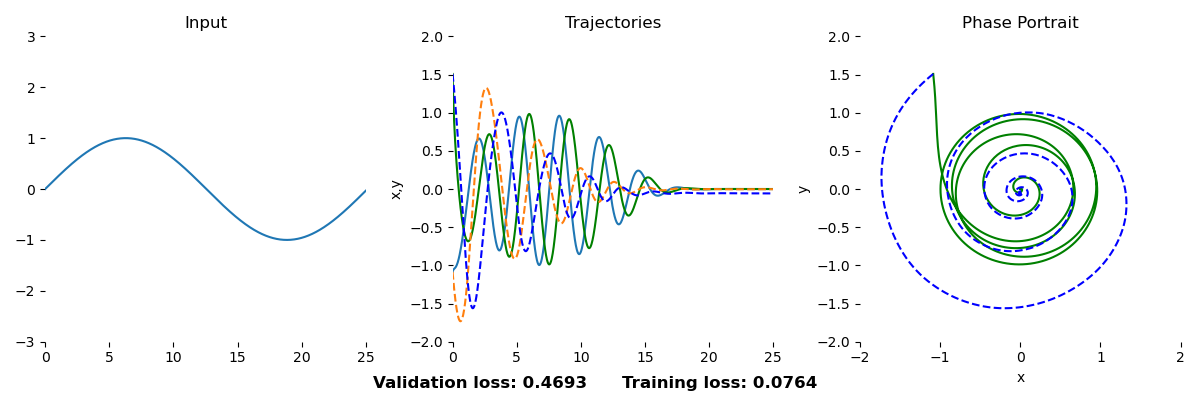 Input
3
2
1
0
−1
−2
−3
0 5 10 15 20 25
Trajectories
x,y
2.0
1.5
1.0
0.5
0.0
−0.5
−1.0
−1.5
−2.0
0 5 10 15 20 25
Phase Portrait
y
2.0
1.5
1.0
0.5
0.0
−0.5
−1.0
−1.5
−2.0
−2 −1 0 1 2
x
Validation loss: 0.4693 Training loss: 0.0764